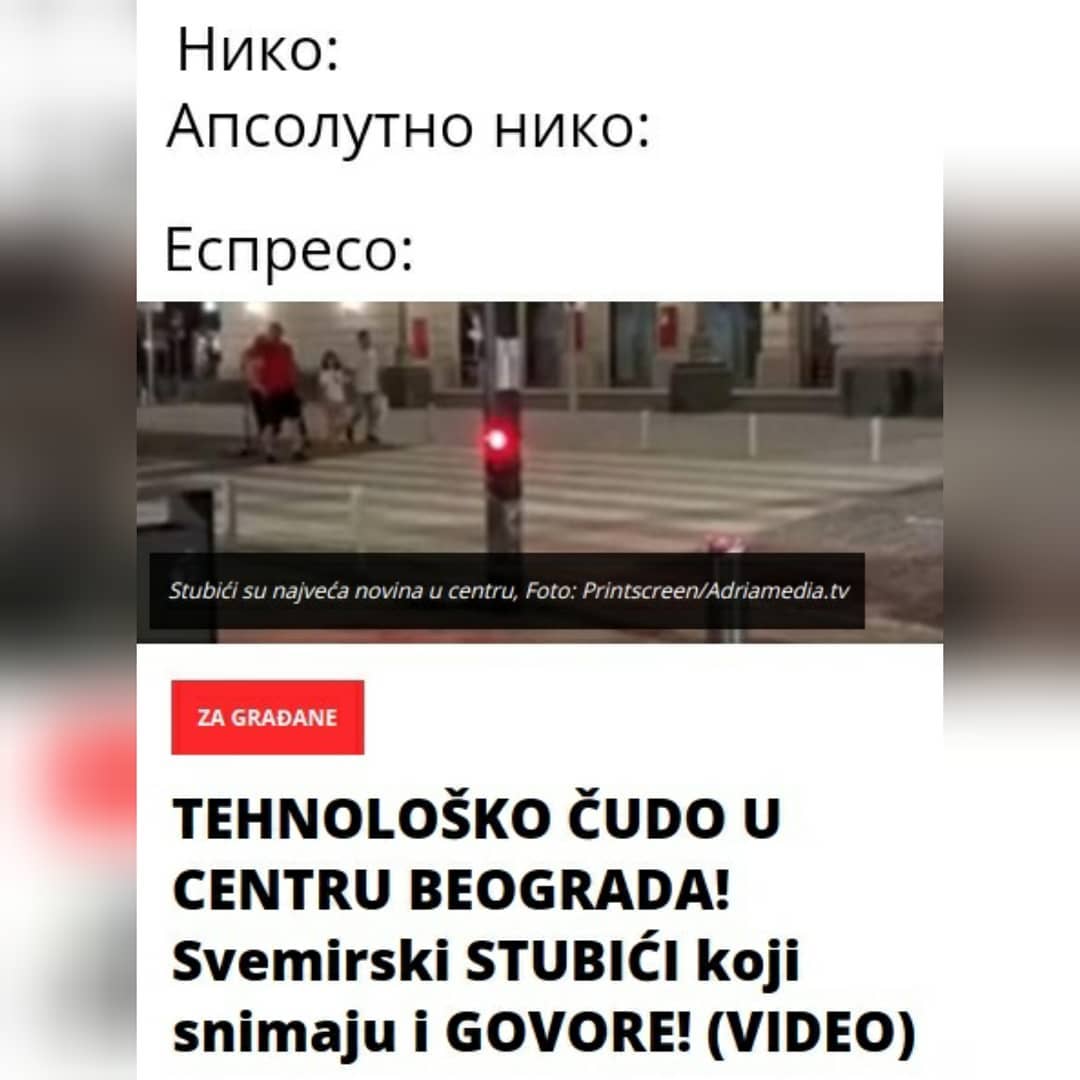 Нико:
Апсолутно нико:
Еспресо:
Stubići su najveća novina u centru, Foto: Printscreen/Adriamedia.tv
ZA GRAĐANE
TEHNOLOŠKO ČUDO U
CENTRU BEOGRADA!
Svemirski STUBIĆI koji
snimaju i GOVORE! (VIDEO)